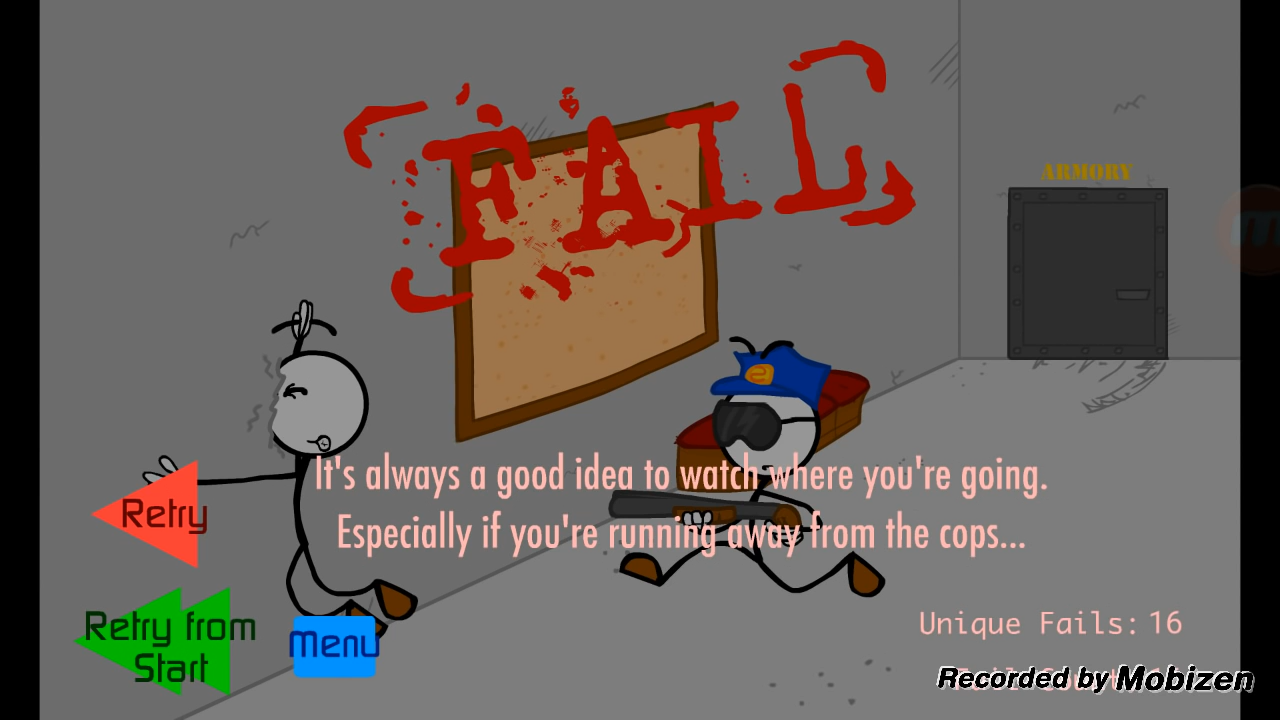 FAIL
ARMORY
It's always a good idea to watch where you're going.
Especially if you're running away from the cops...
Retry
Retry from
Start
Menu
Unique Fails: 16
Recorded by Mobizen